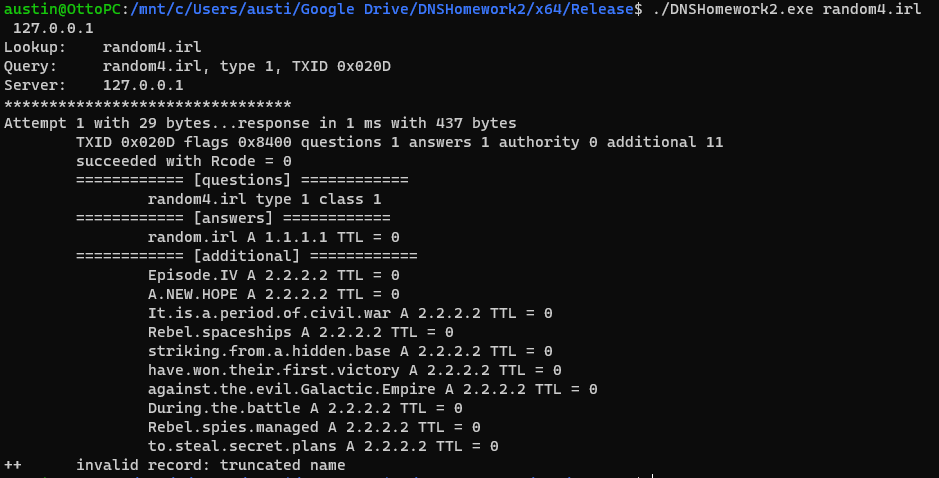 austin@OttoPC:/mnt/c/Users/austi/Google Drive/DNSHomework2/x64/Release$ ./DNSHomework2.exe random4.irl
127.0.0.1
Lookup: random4.irl
Query: random4.irl, type 1, TXID 0x020D
Server: 127.0.0.1
********************************
Attempt 1 with 29 bytes...response in 1 ms with 437 bytes
TXID 0x020D flags 0x8400 questions 1 answers 1 authority 0 additional 11
succeeded with Rcode = 0
============ [questions] ============
random4.irl type 1 class 1
============ [answers] ============
random.irl A 1.1.1.1 TTL = 0
============ [additional] ============
Episode.IV A 2.2.2.2 TTL = 0
A.NEW.HOPE A 2.2.2.2 TTL = 0
It.is.a.period.of.civil.war A 2.2.2.2 TTL = 0
Rebel.spaceships A 2.2.2.2 TTL = 0
striking.from.a.hidden.base A 2.2.2.2 TTL = 0
have.won.their.first.victory A 2.2.2.2 TTL = 0
against.the.evil.Galactic.Empire A 2.2.2.2 TTL = 0
During.the.battle A 2.2.2.2 TTL = 0
Rebel.spies.managed A 2.2.2.2 TTL = 0
to.steal.secret.plans A 2.2.2.2 TTL = 0
++ invalid record: truncated name